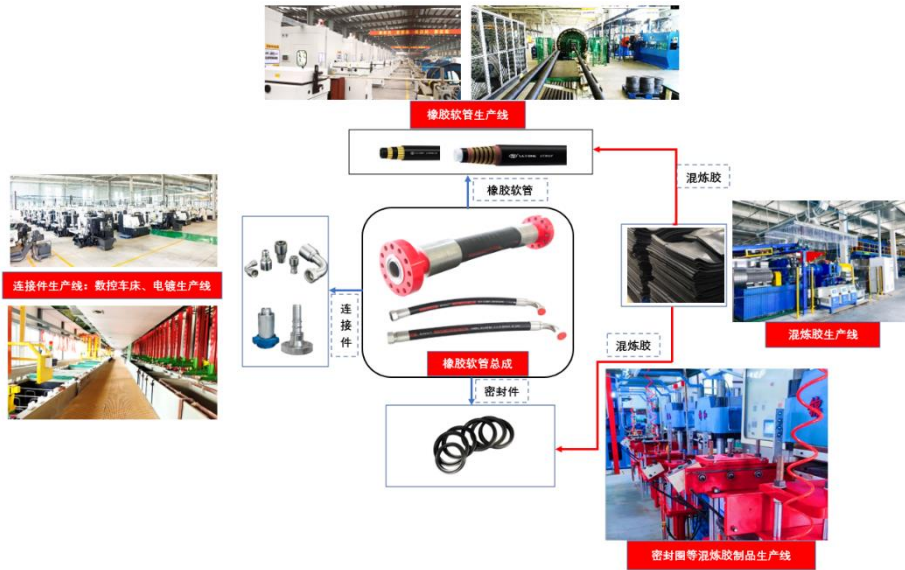 橡胶软管生产线
橡胶软管
混炼胶
连接件生产线：数控车床、电镀生产线
连接件
橡胶软管总成
混炼胶
混炼胶生产线
密封件
密封圈等混炼胶制品生产线